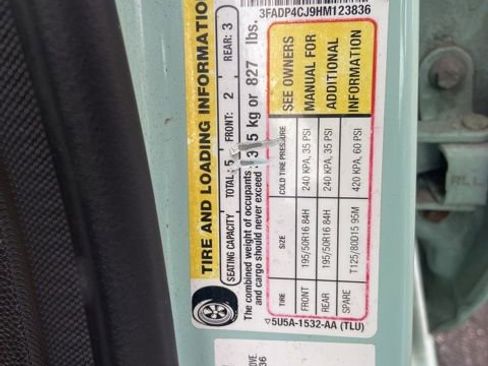 3FADP4CJ9HM123836
TIRE AND LOADING INFORMATION
SEATING CAPACITY TOTAL: 5 FRONT: 2 REAR: 3
The combined weight of occupants and cargo should never exceed : 375 kg or 827 lbs.
TIRE SIZE COLD TIRE PRESSURE
FRONT 195/50R16 84H 240 KPA, 35 PSI
REAR 195/50R16 84H 240 KPA, 35 PSI
SPARE T125/80D15 95M 420 KPA, 60 PSI
SEE OWNERS
MANUAL FOR
ADDITIONAL
INFORMATION
5U5A-1532-AA (TLU)